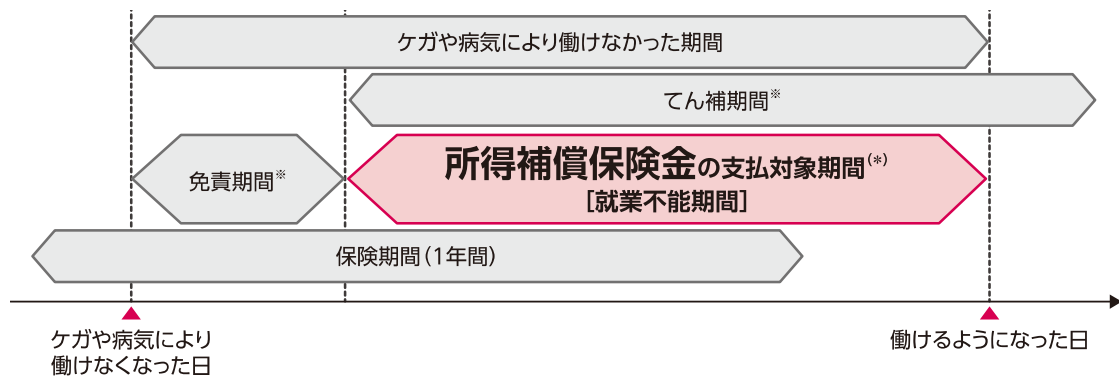 ケガや病気により働けなかった期間
てん補期間※
免責期間※
所得補償保険金の支払対象期間(*)
[就業不能期間]
保険期間(1年間)
ケガや病気により
働けなくなった日
働けるようになった日